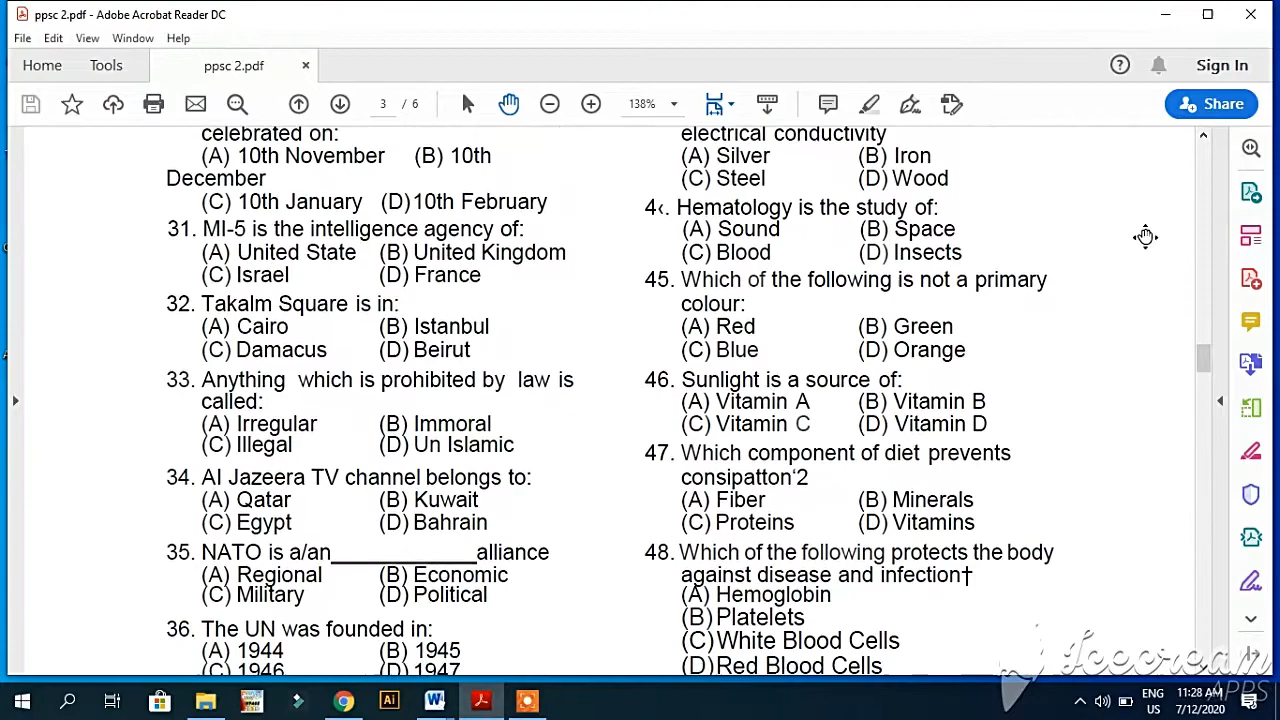 ppsc 2.pdf - Adobe Acrobat Reader DC
File Edit View Window Help
Home Tools ppsc 2.pdf × Sign In
3 / 6 138% Share
celebrated on:
(A) 10th November (B) 10th
December
(C) 10th January (D)10th February
31. MI-5 is the intelligence agency of:
(A) United State (B) United Kingdom
(C) Israel (D) France
32. Takalm Square is in:
(A) Cairo (B) Istanbul
(C) Damacus (D) Beirut
33. Anything which is prohibited by law is
called:
(A) Irregular (B) Immoral
(C) Illegal (D) Un Islamic
34. Al Jazeera TV channel belongs to:
(A) Qatar (B) Kuwait
(C) Egypt (D) Bahrain
35. NATO is a/an____________alliance
(A) Regional (B) Economic
(C) Military (D) Political
36. The UN was founded in:
(A) 1944 (B) 1945
(C) 1946 (D) 1947
electrical conductivity
(A) Silver (B) Iron
(C) Steel (D) Wood
4‹. Hematology is the study of:
(A) Sound (B) Space
(C) Blood (D) Insects
45. Which of the following is not a primary
colour:
(A) Red (B) Green
(C) Blue (D) Orange
46. Sunlight is a source of:
(A) Vitamin A (B) Vitamin B
(C) Vitamin C (D) Vitamin D
47. Which component of diet prevents
consipatton‘2
(A) Fiber (B) Minerals
(C) Proteins (D) Vitamins
48. Which of the following protects the body
against disease and infection†
(A) Hemoglobin
(B) Platelets
(C) White Blood Cells
(D) Red Blood Cells
Icecream
APPS
Ai
ENG
US
11:28 AM
7/12/2020